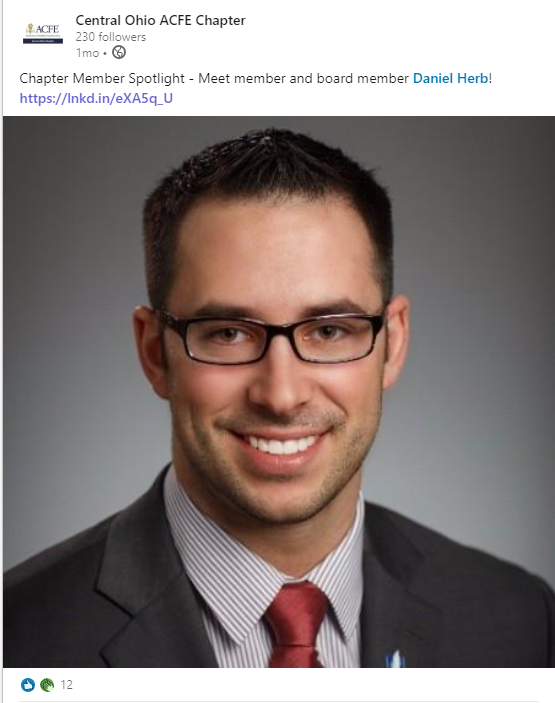 ACFE
Central Ohio ACFE Chapter
230 followers
1mo •
Chapter Member Spotlight - Meet member and board member Daniel Herb!
https://lnkd.in/eXA5q_U
12